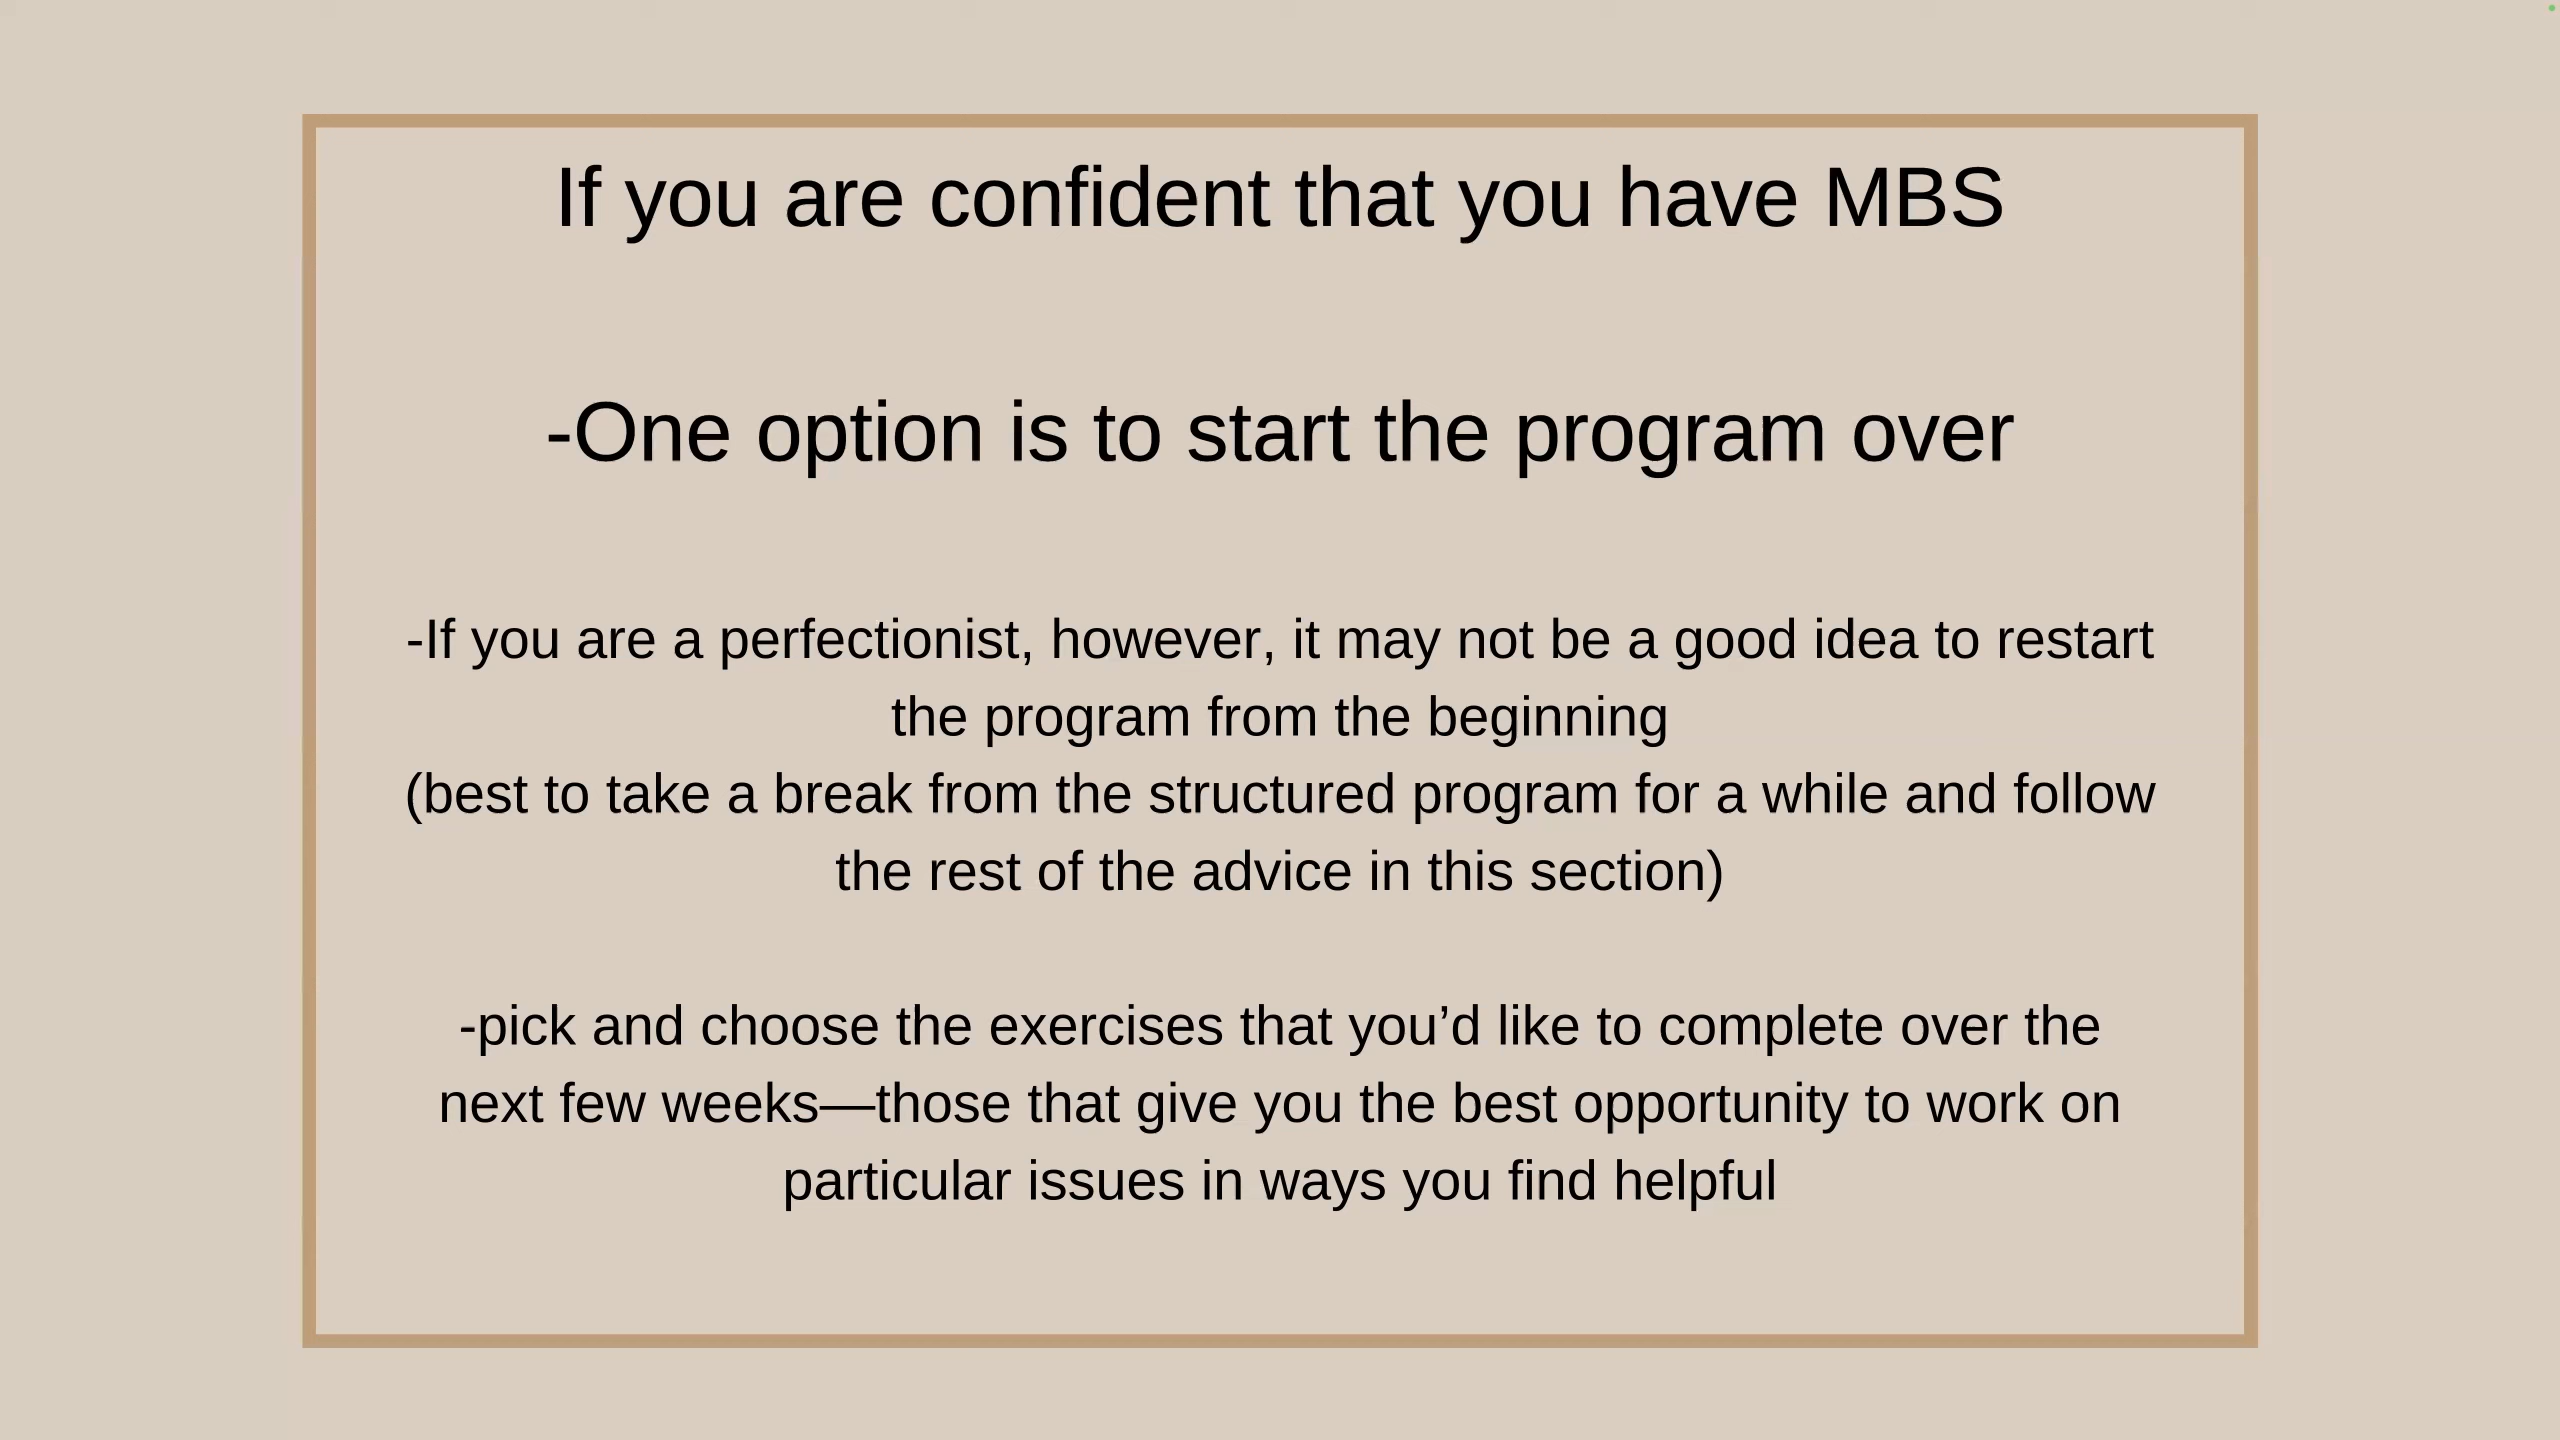 If you are confident that you have MBS
-One option is to start the program over
-If you are a perfectionist, however, it may not be a good idea to restart
the program from the beginning
(best to take a break from the structured program for a while and follow
the rest of the advice in this section)
-pick and choose the exercises that you’d like to complete over the
next few weeks—those that give you the best opportunity to work on
particular issues in ways you find helpful